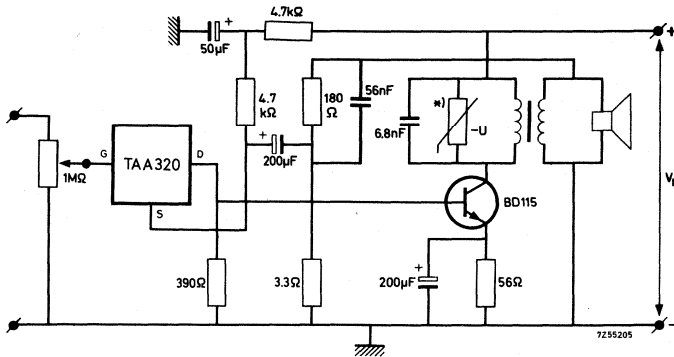 4.7kΩ
+
50μF
+
4.7
kΩ
180
Ω
56nF
*)
-U
6.8nF
+
200μF
1MΩ
G
TAA320
D
S
BD115
V
390Ω
3.3Ω
+
200μF
56Ω
-
7Z55205